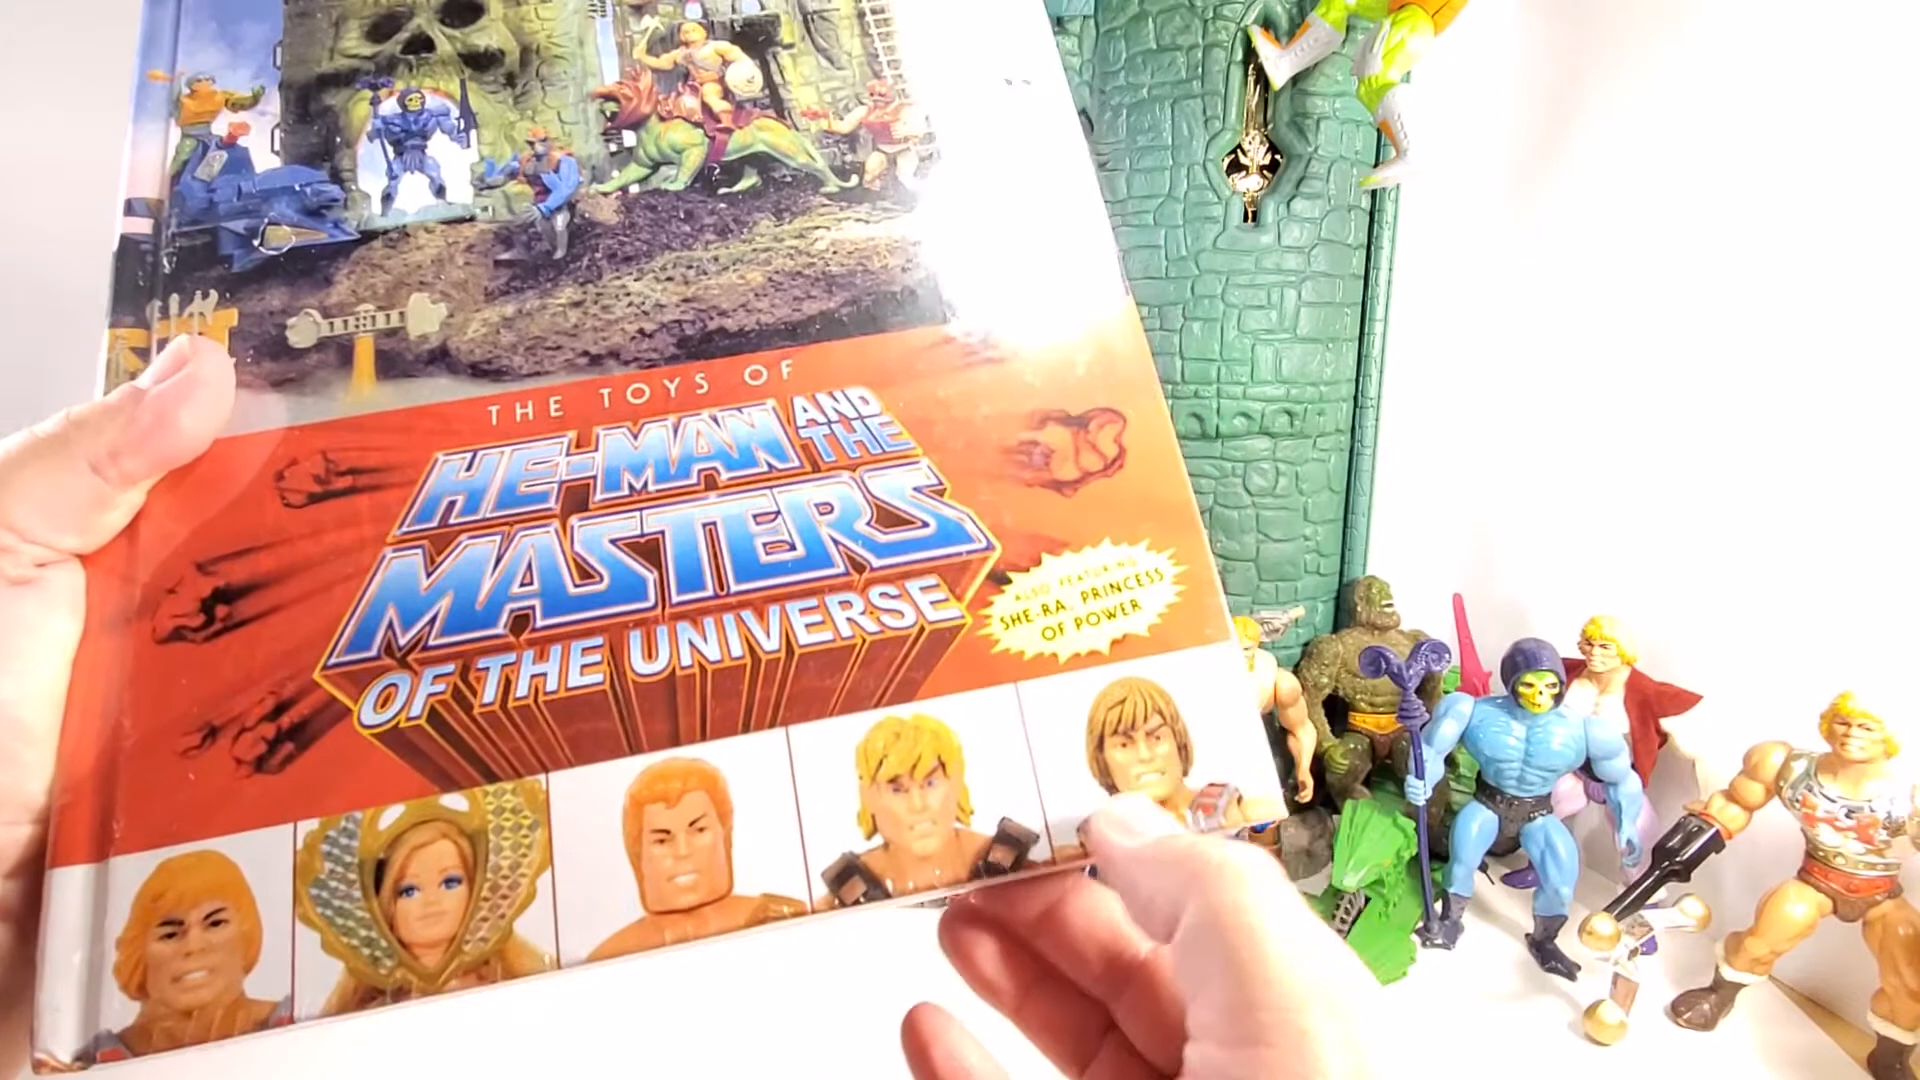 THE TOYS OF
HE-MAN AND THE
MASTERS
OF THE UNIVERSE
ALSO FEATURING
SHE-RA, PRINCESS
OF POWER